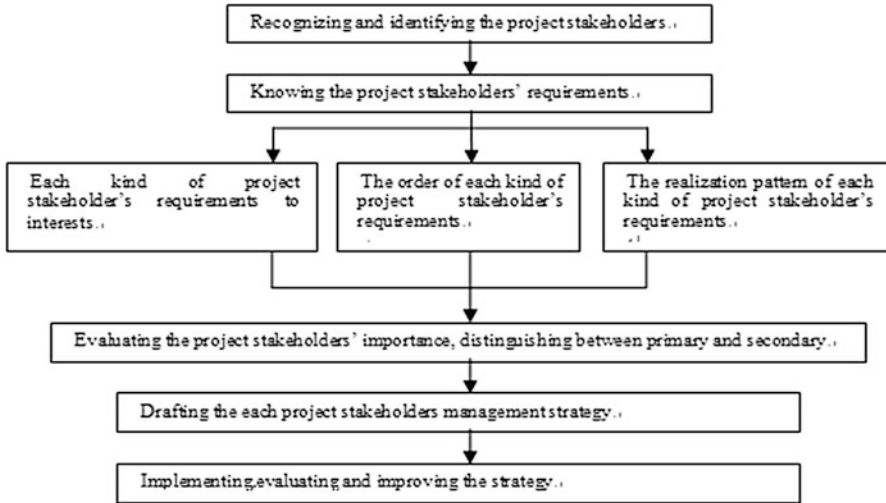 Recognizing and identifying the project stakeholders.
Knowing the project stakeholders' requirements.
Each kind of project
stakeholder's requirements to
interests.
The order of each kind of
project stakeholder's
requirements.
The realization pattern of each
kind of project stakeholder's
requirements.
Evaluating the project stakeholders' importance, distinguishing between primary and secondary.
Drafting the each project stakeholders management strategy.
Implementing,evaluating and improving the strategy.